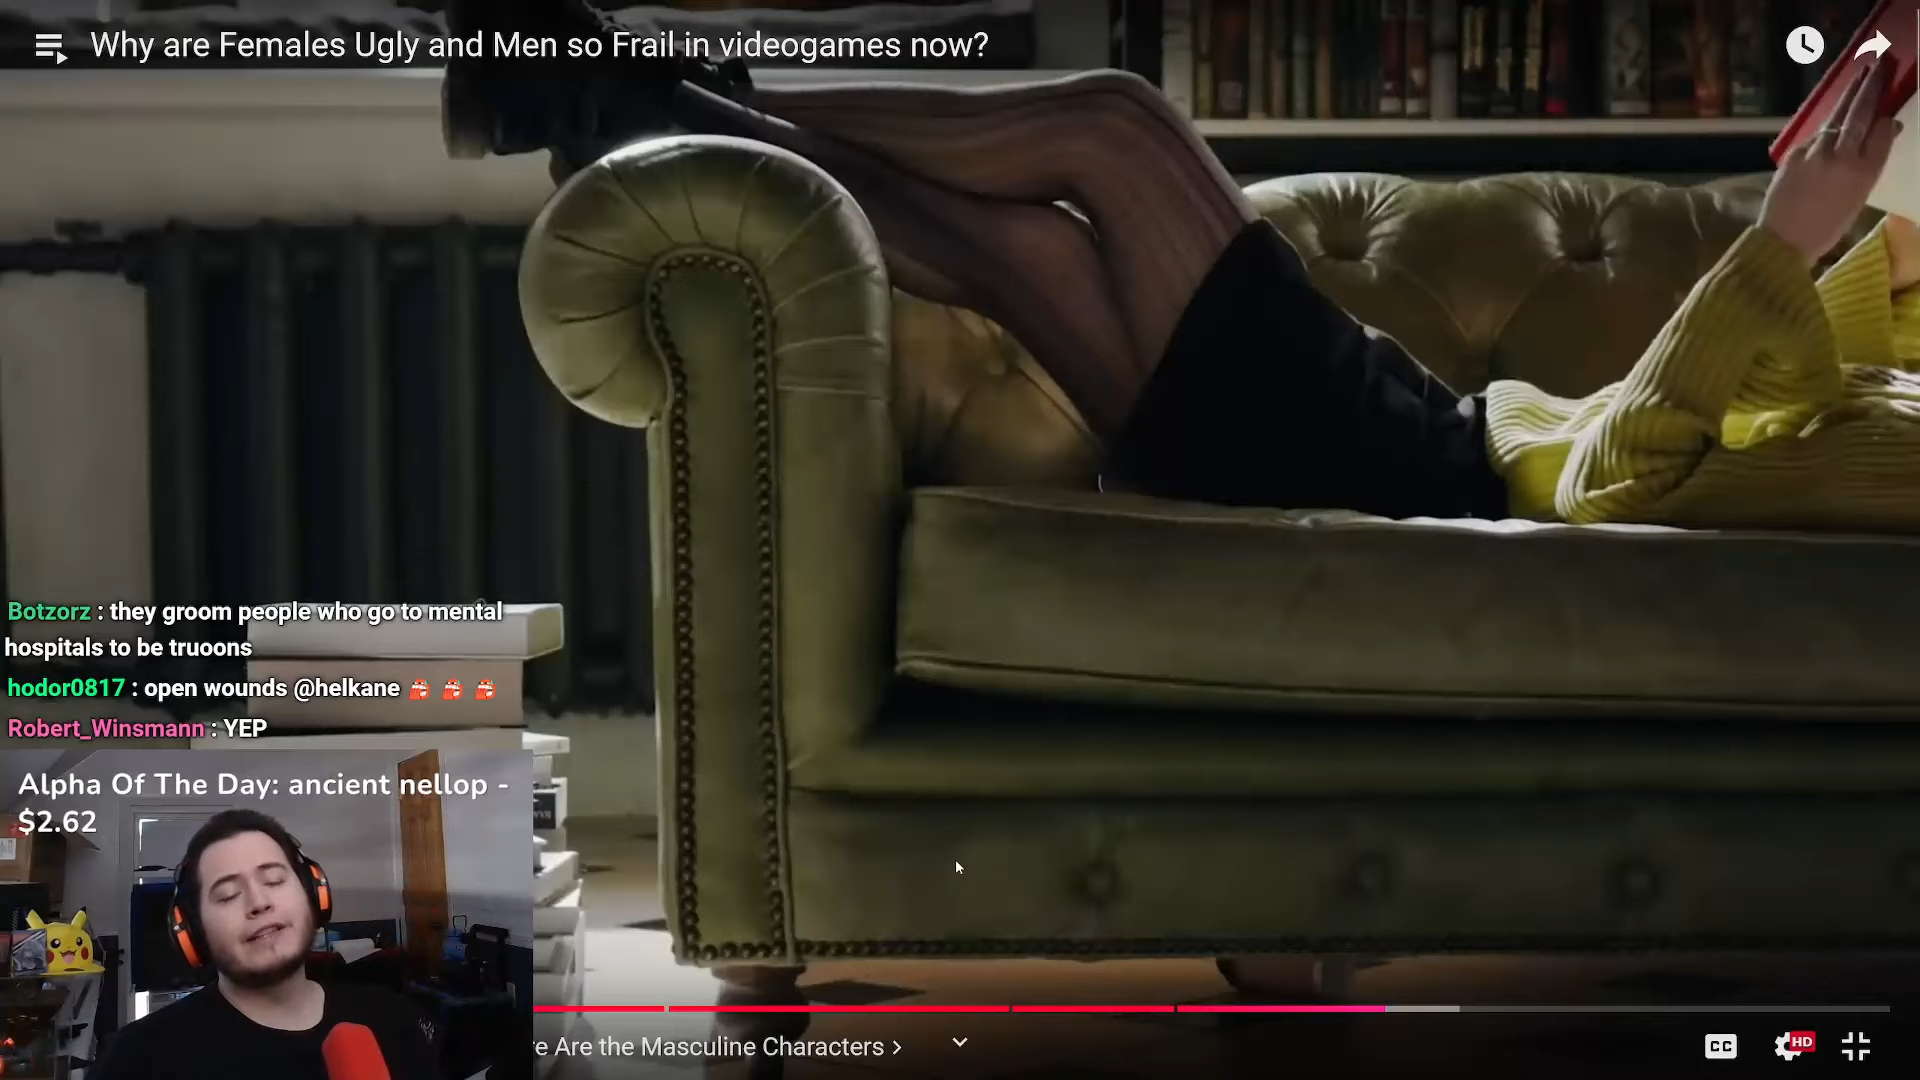 Why are Females Ugly and Men so Frail in videogames now?
Botzorz : they groom people who go to mental
hospitals to be truoons
hodor0817 : open wounds @helkane
Robert_Winsmann : YEP
Alpha Of The Day: ancient nellop -
$2.62
re Are the Masculine Characters
CC
HD